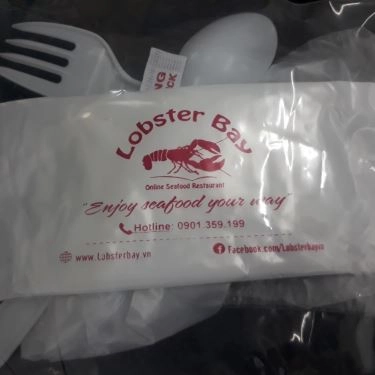 Lobster Bay
Online Seafood Restaurant
"Enjoy seafood your way"
Hotline: 0901.359.199
www.Lobsterbay.vn
Facebook.com/Lobsterbayvn